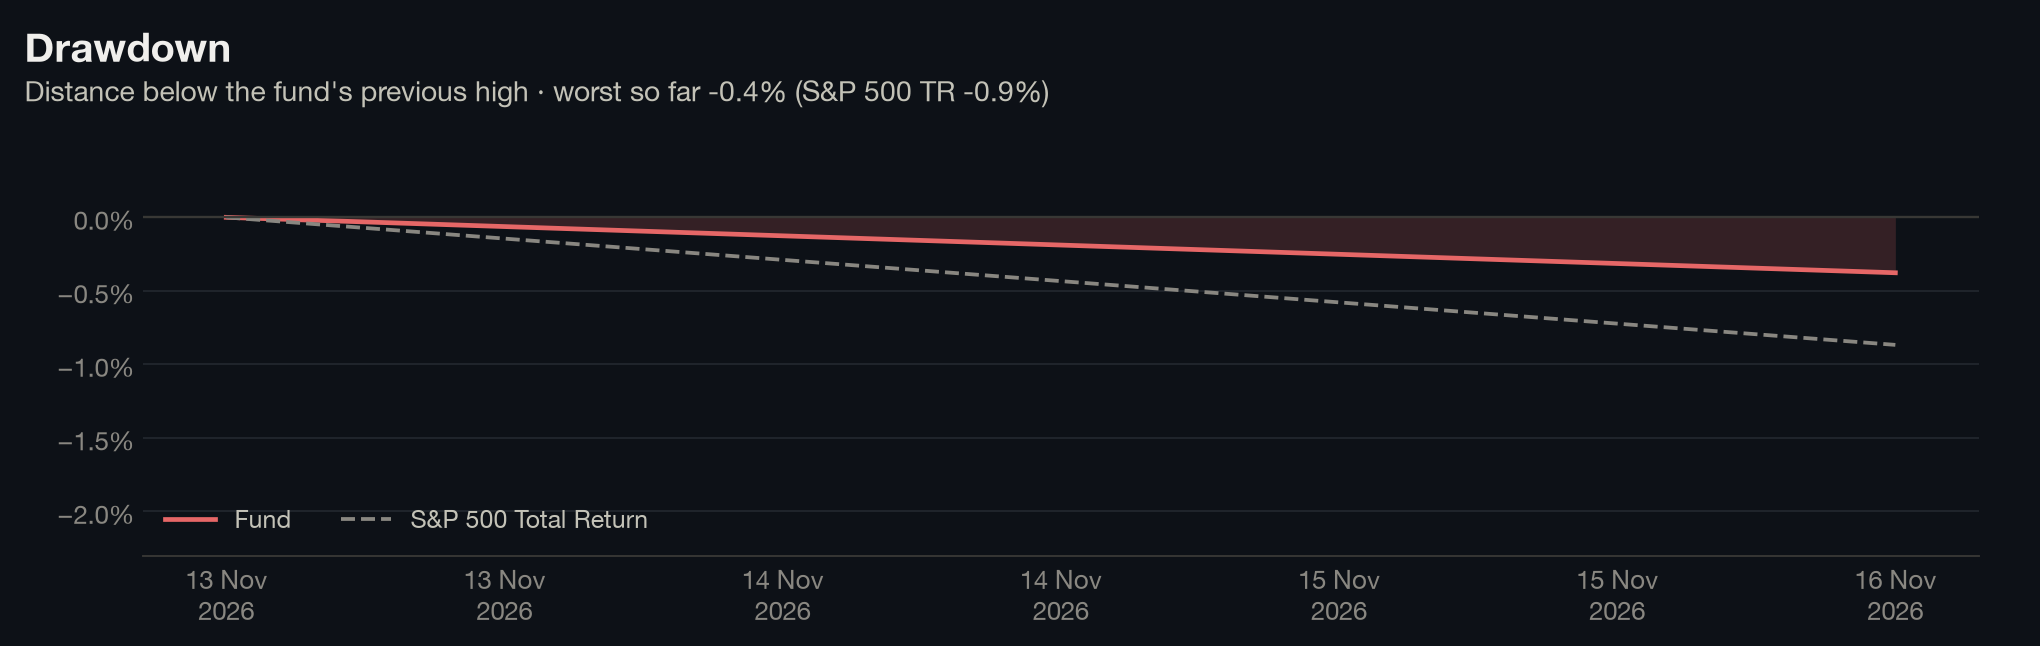 Drawdown
Distance below the fund's previous high · worst so far -0.4% (S&P 500 TR -0.9%)
0.0%
−0.5%
−1.0%
−1.5%
−2.0%
Fund
S&P 500 Total Return
13 Nov 13 Nov 14 Nov 14 Nov 15 Nov 15 Nov 16 Nov
2026 2026 2026 2026 2026 2026 2026